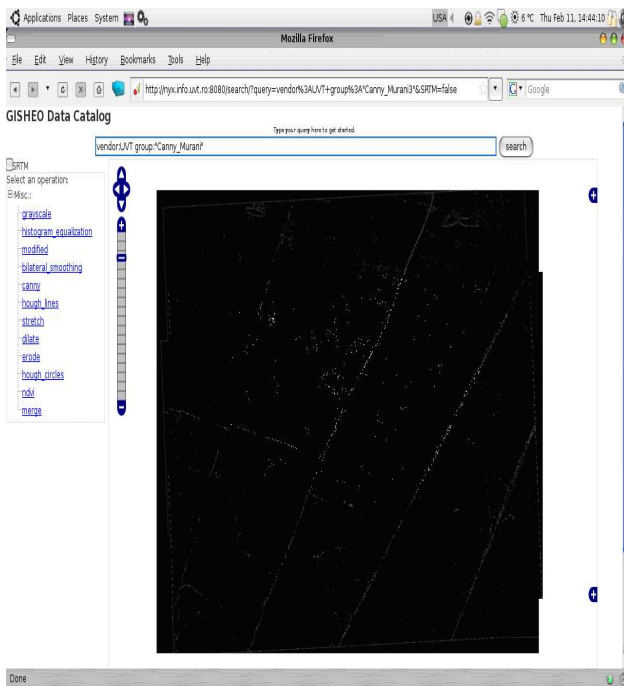 Applications Places System
USA
6 °C Thu Feb 11, 14:44:10
Mozilla Firefox
File Edit View History Bookmarks Tools Help
http://nyx.info.uvt.ro:8080/search/?query=vendor%3AUVT+group%3A"Canny_Murani3"&SRTM=false
Google
GISHEO Data Catalog
Type your query here to get started.
vendor:UVT group:"Canny_Murani"
search
SRTM
Select an operation:
Misc.:
grayscale
histogram_equalization
modified
bilateral_smoothing
canny
hough_lines
stretch
dilate
erode
hough_circles
ndvi
merge
Done